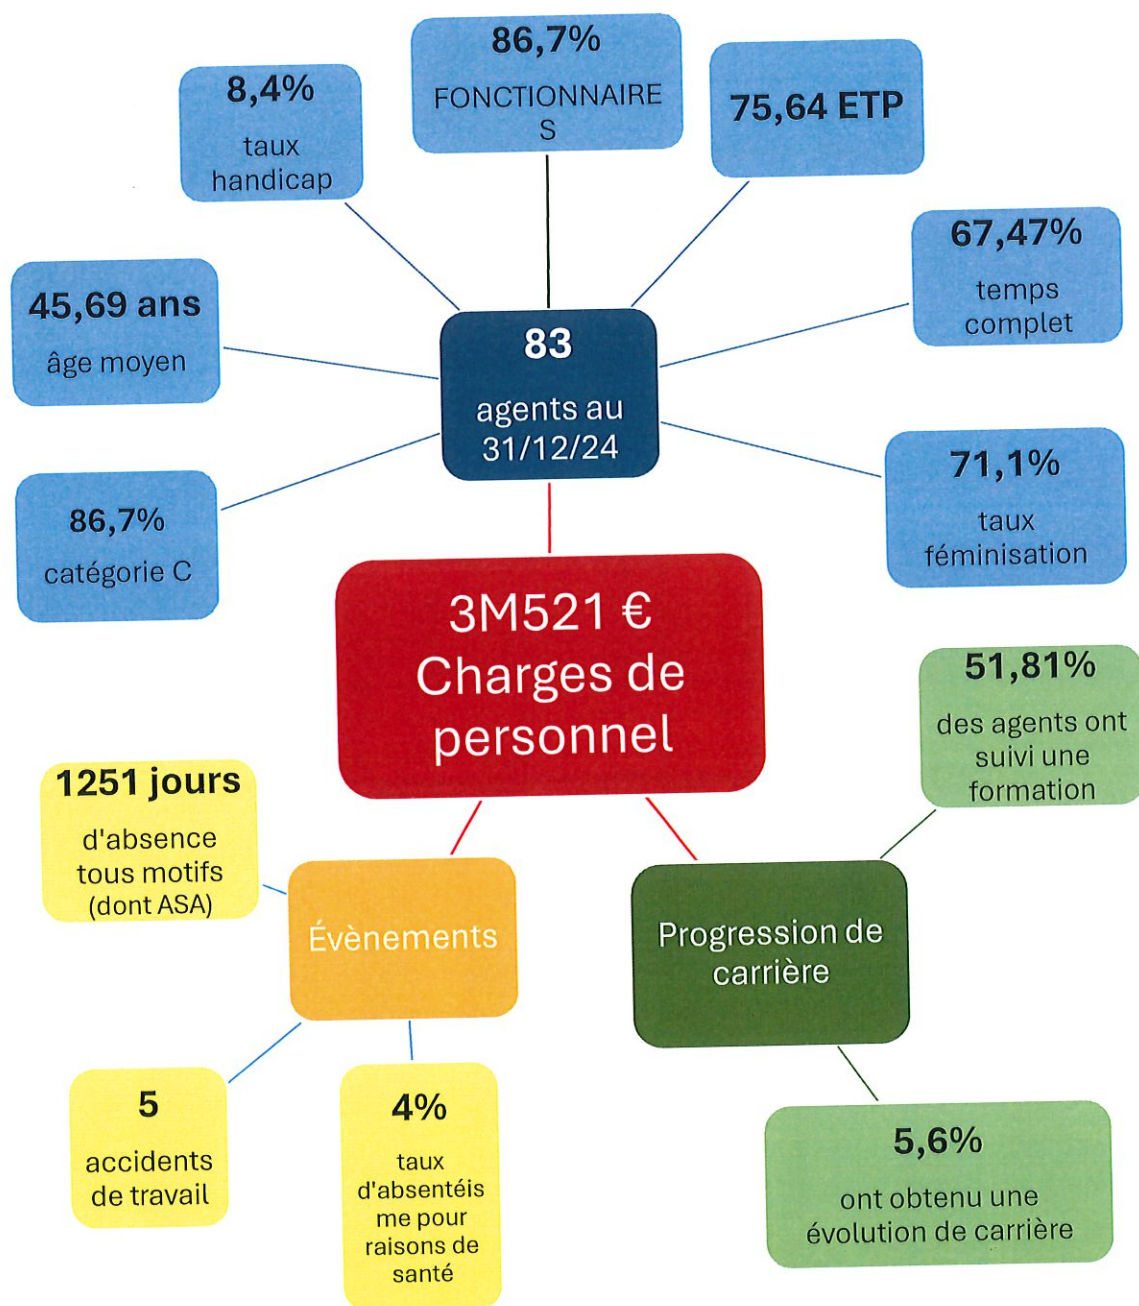 86,7%
FONCTIONNAIRE
S
8,4%
taux
handicap
75,64 ETP
67,47%
temps
complet
45,69 ans
âge moyen
83
agents au
31/12/24
71,1%
taux
féminisation
86,7%
catégorie C
3M521 €
Charges de
personnel
51,81%
des agents ont
suivi une
formation
1251 jours
d'absence
tous motifs
(dont ASA)
Évènements
Progression de
carrière
5
accidents
de travail
4%
taux
d'absentéis
me pour
raisons de
santé
5,6%
ont obtenu une
évolution de carrière